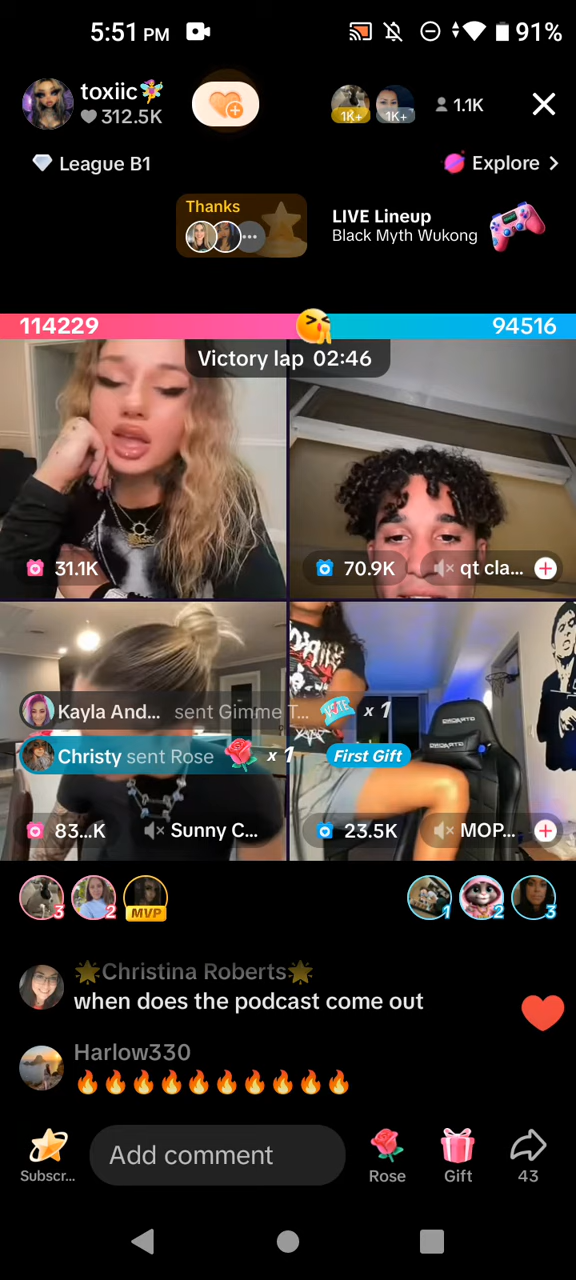 5:51 PM
91%
toxiic
312.5K
1K+
1K+
1.1K
League B1
Explore
Thanks
LIVE Lineup
Black Myth Wukong
114229
94516
Victory lap 02:46
31.1K
70.9K
qt cla...
Kayla And... sent Gimme T... x 1
Christy sent Rose x 1
First Gift
83...K
Sunny C...
23.5K
MOP...
3
2
MVP
1
2
3
🌟Christina Roberts🌟
when does the podcast come out
Harlow330
🔥🔥🔥🔥🔥🔥🔥🔥🔥🔥
Subscr...
Add comment
Rose
Gift
43